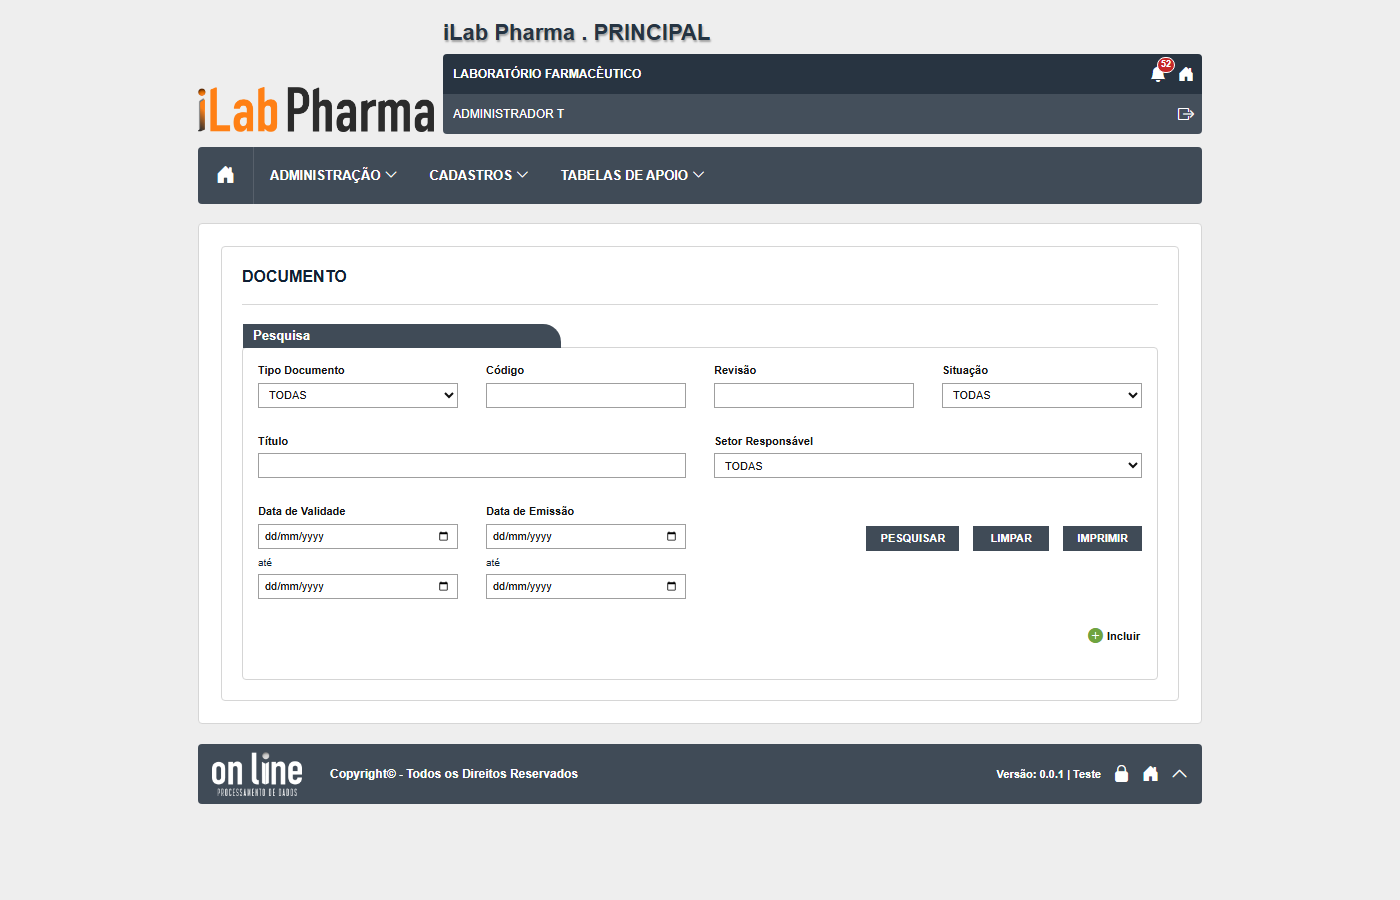 iLab Pharma . PRINCIPAL
iLab Pharma
LABORATÓRIO FARMACÊUTICO
52
ADMINISTRADOR T
ADMINISTRAÇÃO CADASTROS TABELAS DE APOIO
DOCUMENTO
Pesquisa
Tipo Documento Código Revisão Situação
TODAS TODAS
Título Setor Responsável
TODAS
Data de Validade Data de Emissão
dd/mm/yyyy dd/mm/yyyy PESQUISAR LIMPAR IMPRIMIR
até até
dd/mm/yyyy dd/mm/yyyy
Incluir
on line
PROCESSAMENTO DE DADOS
Copyright© - Todos os Direitos Reservados
Versão: 0.0.1 | Teste